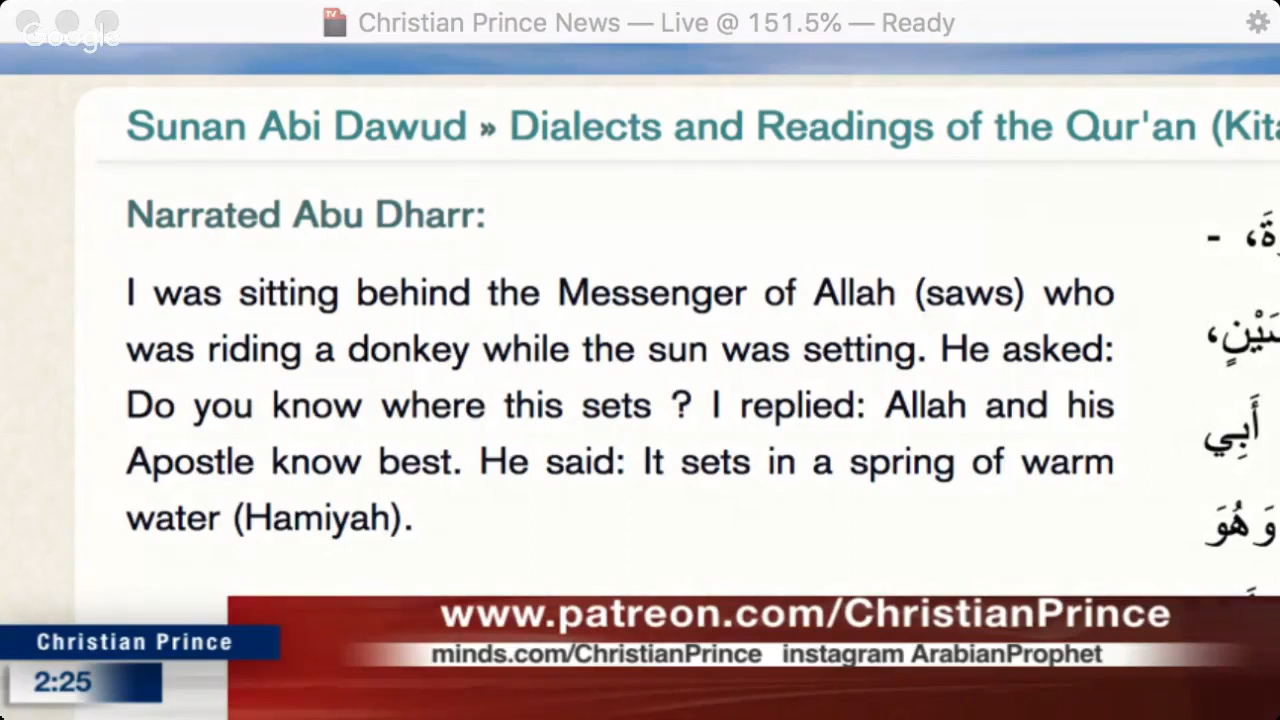 Google
Christian Prince News — Live @ 151.5% — Ready
Sunan Abi Dawud » Dialects and Readings of the Qur'an (Kit
Narrated Abu Dharr:
I was sitting behind the Messenger of Allah (saws) who
was riding a donkey while the sun was setting. He asked:
Do you know where this sets ? I replied: Allah and his
Apostle know best. He said: It sets in a spring of warm
water (Hamiyah).
أَبِي
وَهُوَ
www.patreon.com/ChristianPrince
minds.com/ChristianPrince instagram ArabianProphet
Christian Prince
2:25